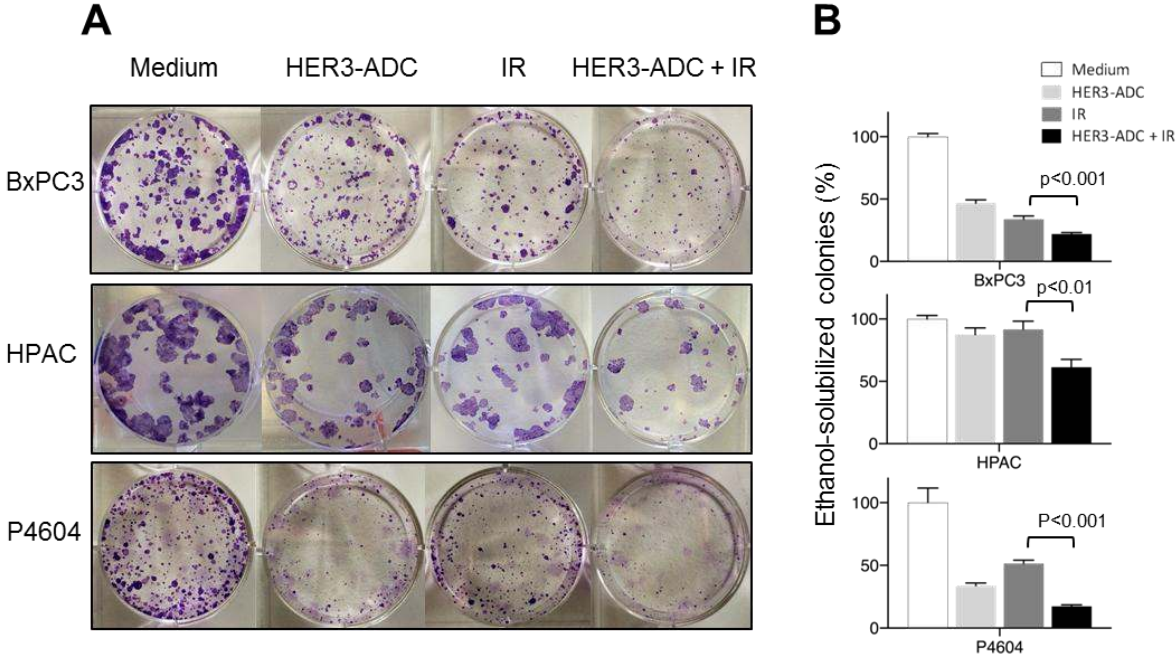 A
B
Medium
HER3-ADC
IR
HER3-ADC + IR
BxPC3
HPAC
P4604
Medium
HER3-ADC
IR
HER3-ADC + IR
Ethanol-solubilized colonies (%)
100
50
0
p<0.001
BxPC3
100
50
0
p<0.01
HPAC
100
50
0
P<0.001
P4604